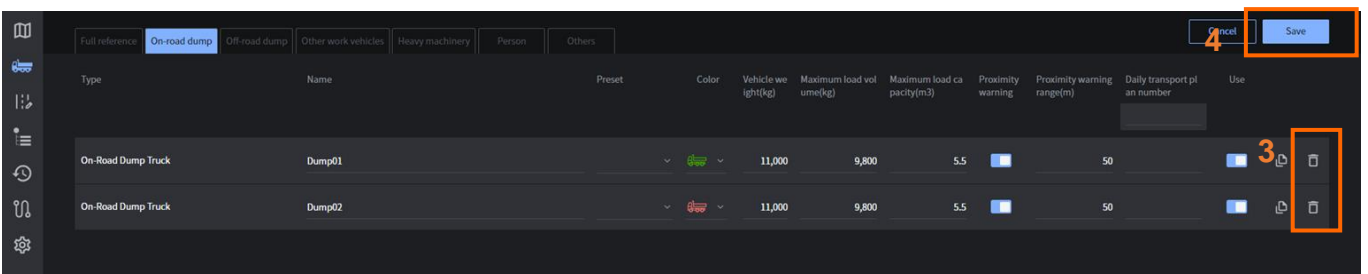 Full reference On-road dump Off-road dump Other work vehicles Heavy machinery Person Others Cancel Save
4
Type Name Preset Color Vehicle we Maximum load vol Maximum load ca Proximity Proximity warning Daily transport pl Use
ight(kg) ume(kg) pacity(m3) warning range(m) an number
3
On-Road Dump Truck Dump01 11,000 9,800 5.5 50
On-Road Dump Truck Dump02 11,000 9,800 5.5 50